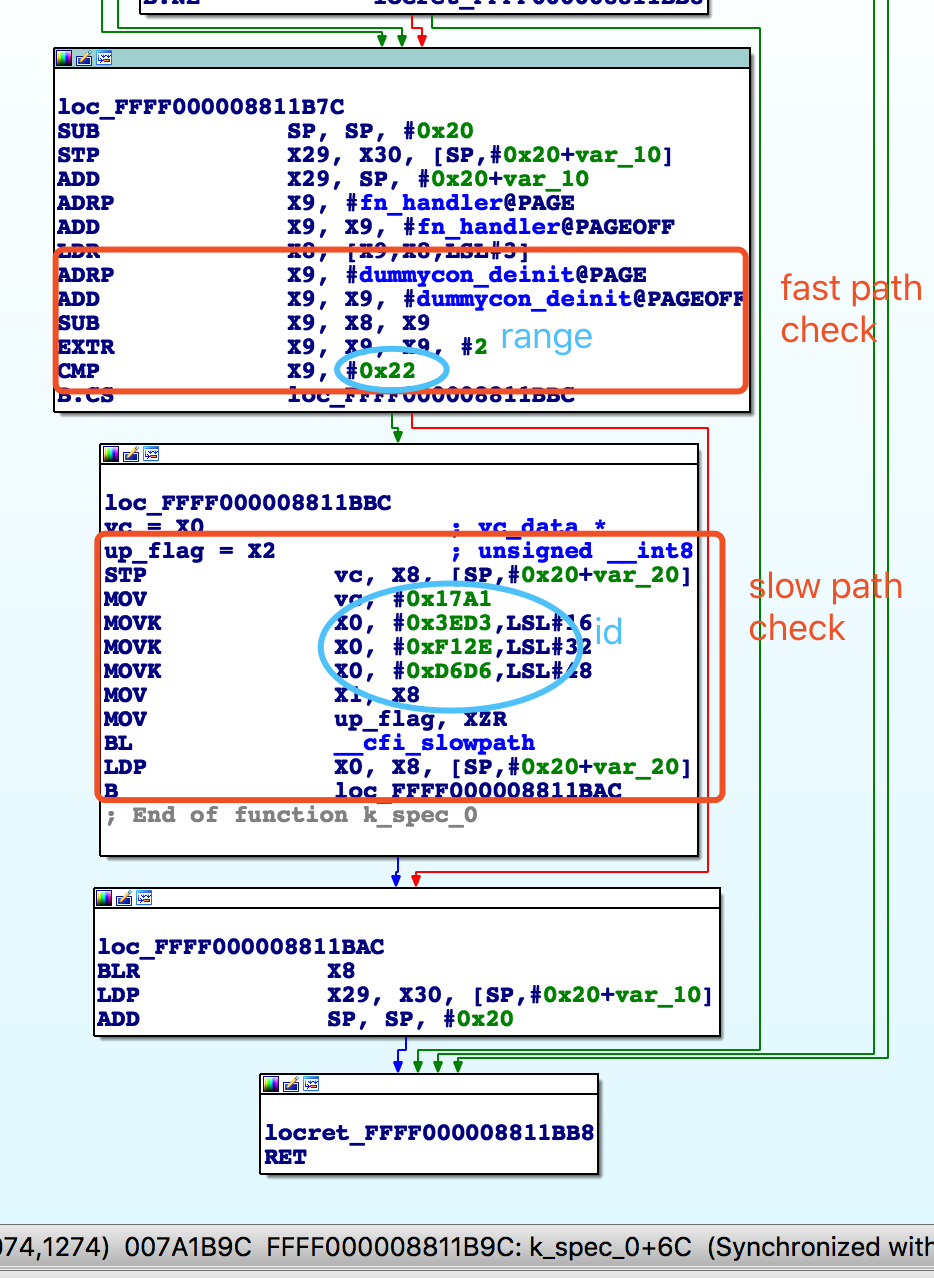 B.NE locret_FFFF000008811BB8
loc_FFFF000008811B7C
SUB SP, SP, #0x20
STP X29, X30, [SP,#0x20+var_10]
ADD X29, SP, #0x20+var_10
ADRP X9, #fn_handler@PAGE
ADD X9, X9, #fn_handler@PAGEOFF
LDR X8, [X9,X8,LSL#3]
ADRP X9, #dummycon_deinit@PAGE
ADD X9, X9, #dummycon_deinit@PAGEOFF
SUB X9, X8, X9
EXTR X9, X9, X9, #2
CMP X9, #0x22
B.CS loc_FFFF000008811BBC
range
fast path
check
loc_FFFF000008811BBC
vc = X0 ; vc_data *
up_flag = X2 ; unsigned __int8
STP vc, X8, [SP,#0x20+var_20]
MOV vc, #0x17A1
MOVK X0, #0x3ED3,LSL#16
MOVK X0, #0xF12E,LSL#32
MOVK X0, #0xD6D6,LSL#48
MOV X1, X8
MOV up_flag, XZR
BL __cfi_slowpath
LDP X0, X8, [SP,#0x20+var_20]
B loc_FFFF000008811BAC
; End of function k_spec_0
id
slow path
check
loc_FFFF000008811BAC
BLR X8
LDP X29, X30, [SP,#0x20+var_10]
ADD SP, SP, #0x20
locret_FFFF000008811BB8
RET
074,1274) 007A1B9C FFFF000008811B9C: k_spec_0+6C (Synchronized with